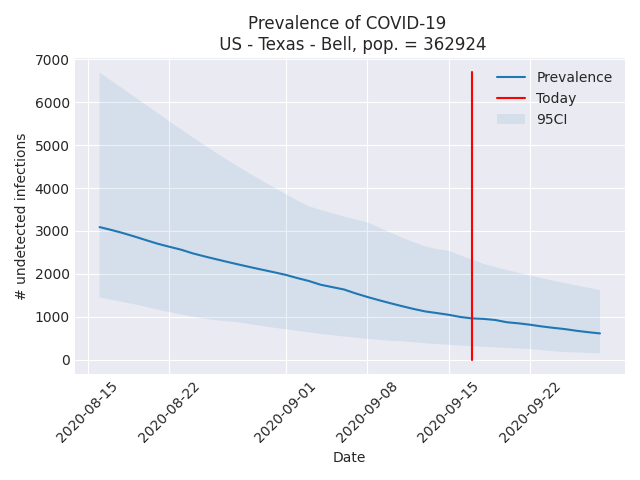 Prevalence of COVID-19
US - Texas - Bell, pop. = 362924
7000
6000
5000
4000
3000
2000
1000
0
# undetected infections
Prevalence
Today
95CI
2020-08-15
2020-08-22
2020-09-01
2020-09-08
2020-09-15
2020-09-22
Date